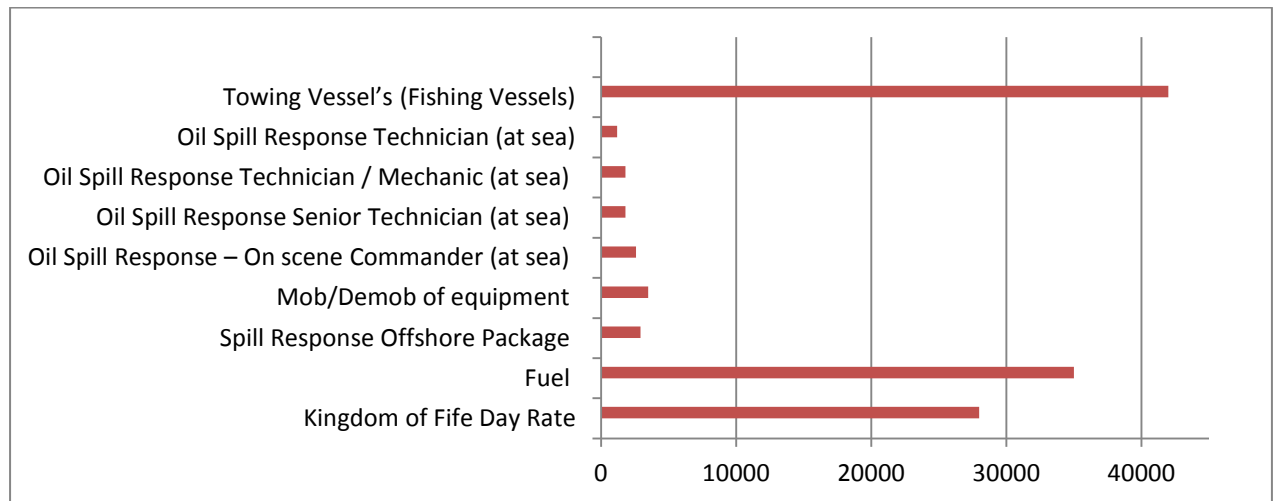 Towing Vessel’s (Fishing Vessels)
Oil Spill Response Technician (at sea)
Oil Spill Response Technician / Mechanic (at sea)
Oil Spill Response Senior Technician (at sea)
Oil Spill Response – On scene Commander (at sea)
Mob/Demob of equipment
Spill Response Offshore Package
Fuel
Kingdom of Fife Day Rate
0 10000 20000 30000 40000